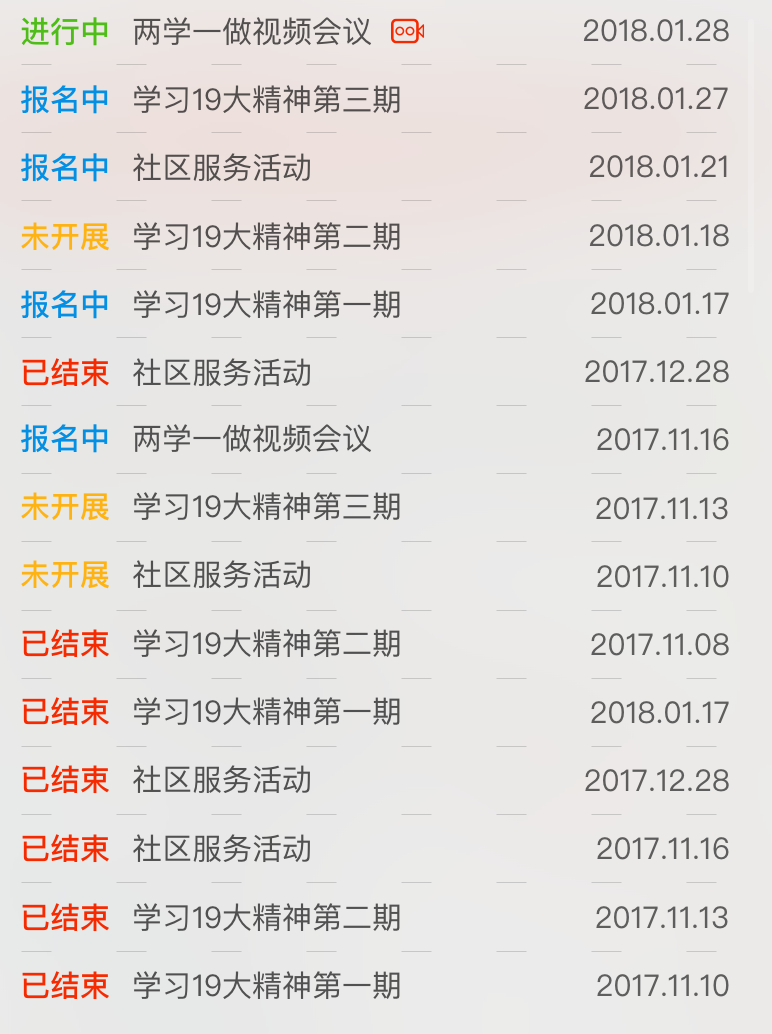 进行中 两学一做视频会议 2018.01.28
报名中 学习19大精神第三期 2018.01.27
报名中 社区服务活动 2018.01.21
未开展 学习19大精神第二期 2018.01.18
报名中 学习19大精神第一期 2018.01.17
已结束 社区服务活动 2017.12.28
报名中 两学一做视频会议 2017.11.16
未开展 学习19大精神第三期 2017.11.13
未开展 社区服务活动 2017.11.10
已结束 学习19大精神第二期 2017.11.08
已结束 学习19大精神第一期 2018.01.17
已结束 社区服务活动 2017.12.28
已结束 社区服务活动 2017.11.16
已结束 学习19大精神第二期 2017.11.13
已结束 学习19大精神第一期 2017.11.10